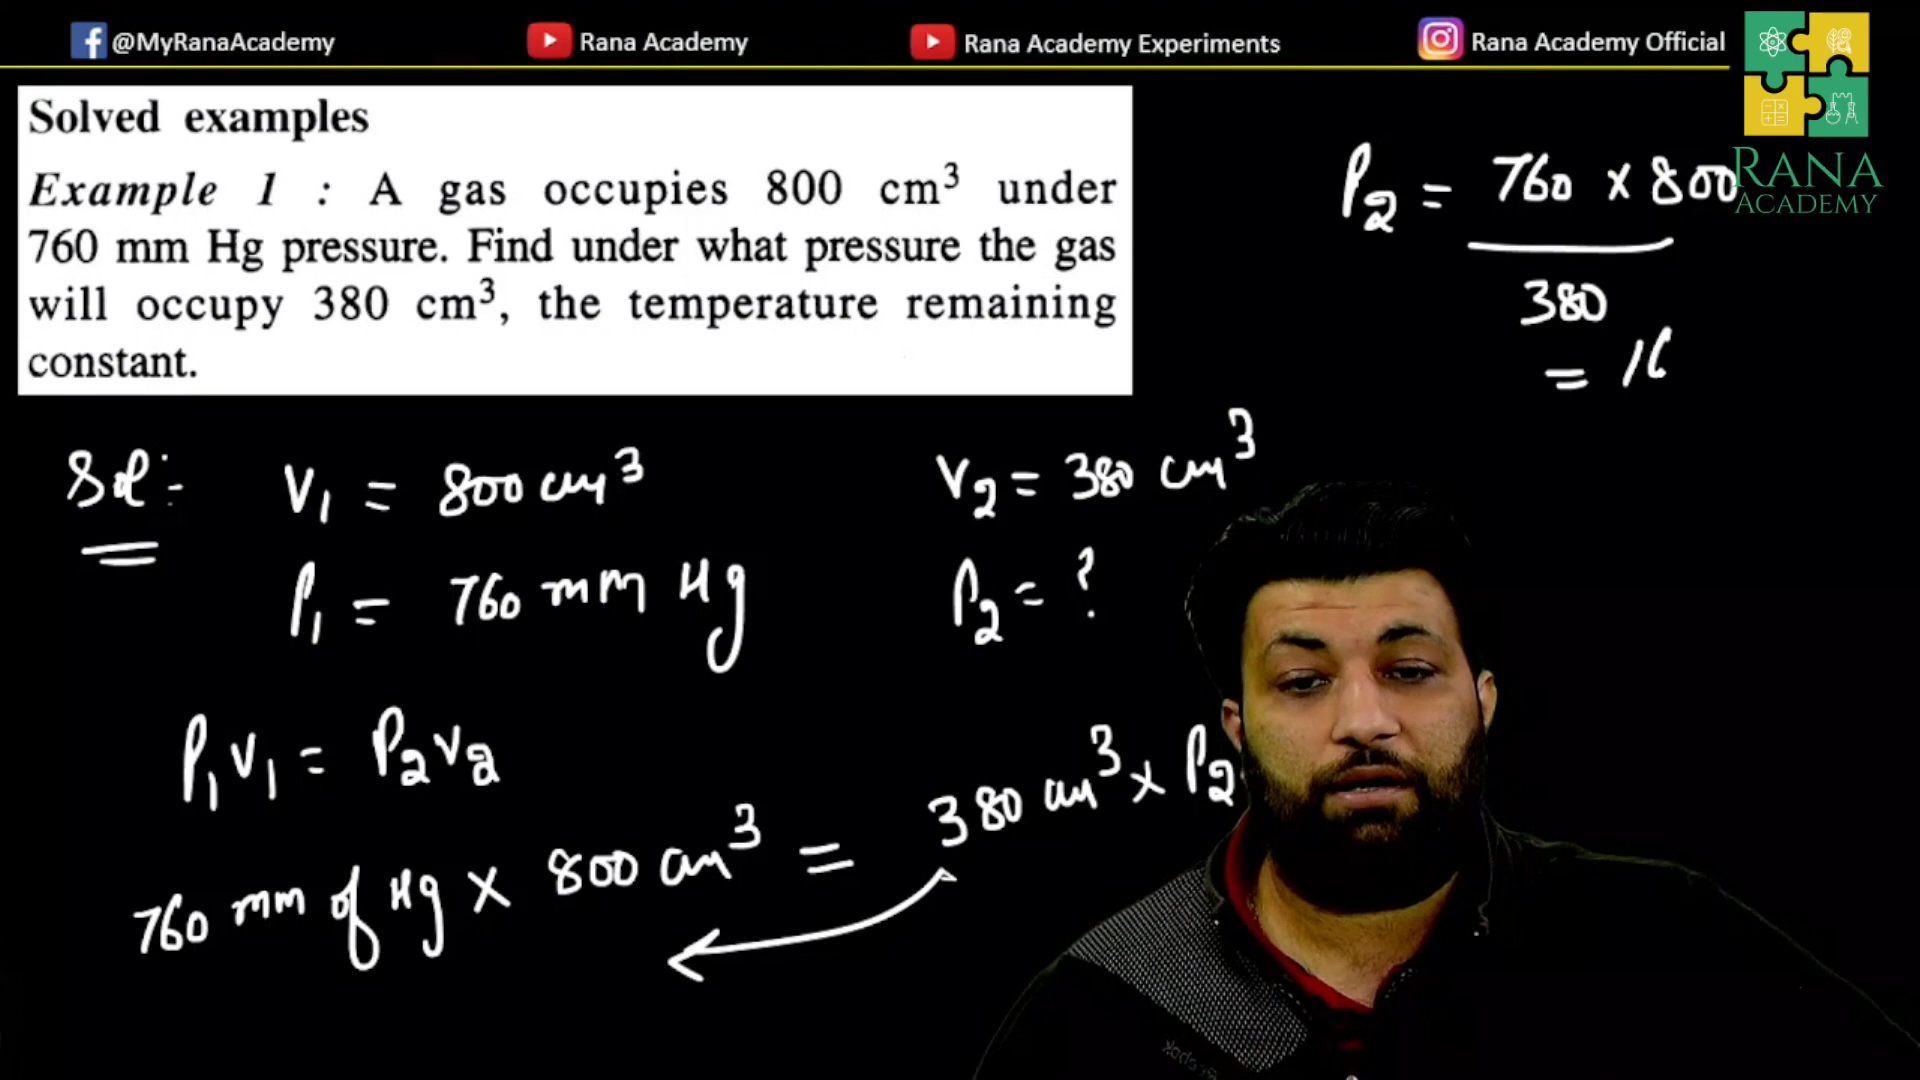 @MyRanaAcademy
Rana Academy
Rana Academy Experiments
Rana Academy Official
RANA
ACADEMY
Solved examples
Example 1 : A gas occupies 800 cm³ under
760 mm Hg pressure. Find under what pressure the gas
will occupy 380 cm³, the temperature remaining
constant.
P₂ = 760 × 800
380
= 16
Sol:-
V₁ = 800 cm³
V₂ = 380 cm³
P₁ = 760 mm Hg
P₂ = ?
P₁V₁ = P₂V₂
760 mm of Hg × 800 cm³ = 380 cm³ × P₂